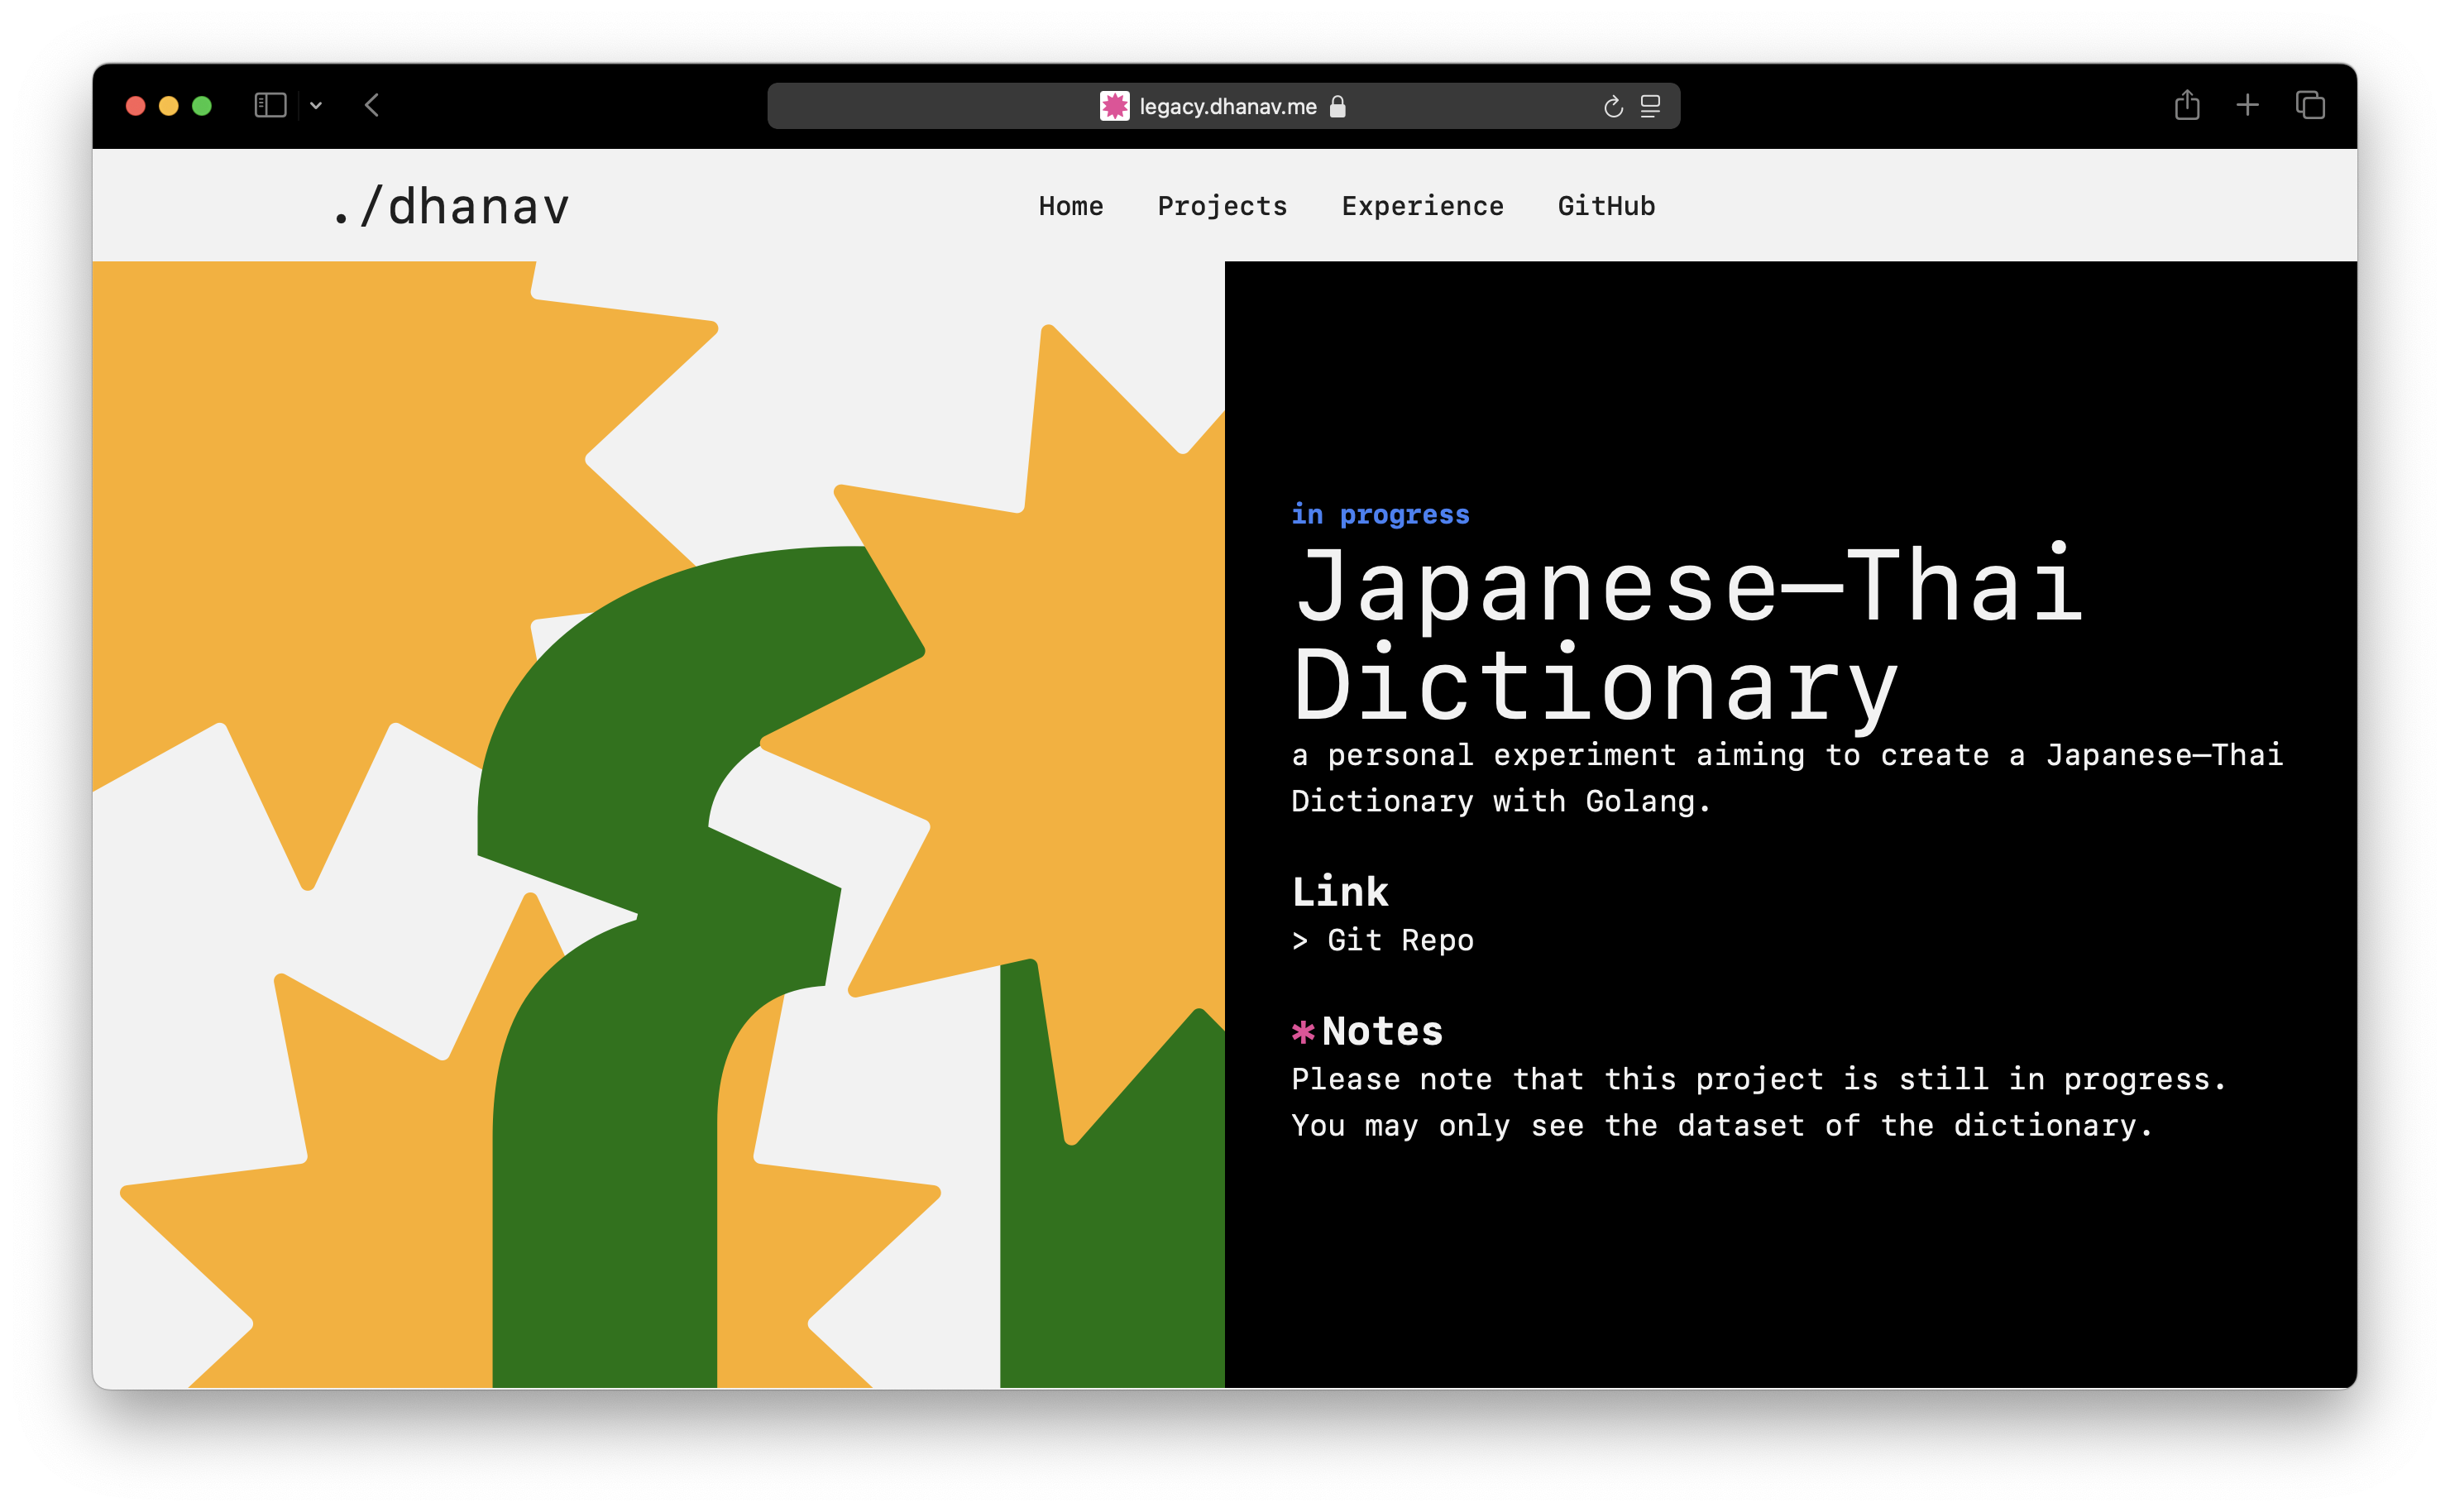 legacy.dhanav.me
./dhanav
Home Projects Experience GitHub
in progress
Japanese—Thai
Dictionary
a personal experiment aiming to create a Japanese—Thai
Dictionary with Golang.
Link
> Git Repo
*Notes
Please note that this project is still in progress.
You may only see the dataset of the dictionary.